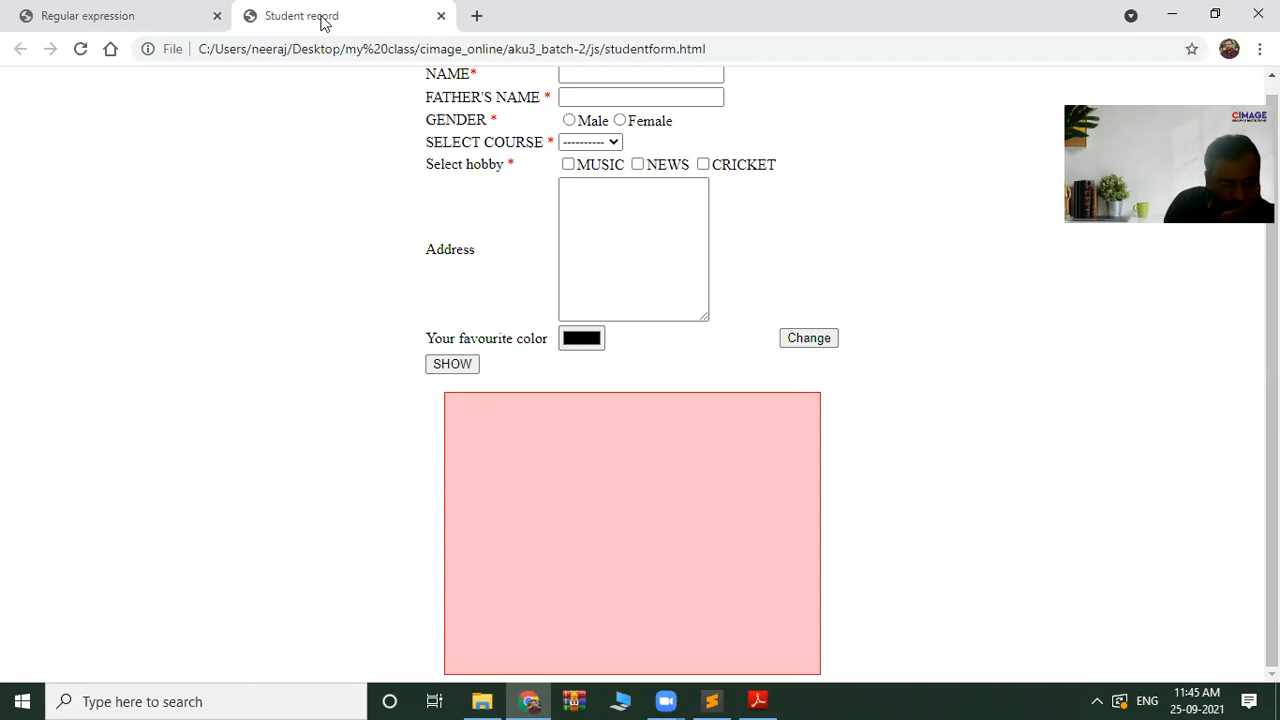 Regular expression
Student record
File C:/Users/neeraj/Desktop/my%20class/cimage_online/aku3_batch-2/js/studentform.html
NAME*
FATHER'S NAME *
GENDER * Male Female
SELECT COURSE * ----------
Select hobby * MUSIC NEWS CRICKET
Address
Your favourite color Change
SHOW
CIMAGE
Type here to search
ENG
11:45 AM
25-09-2021